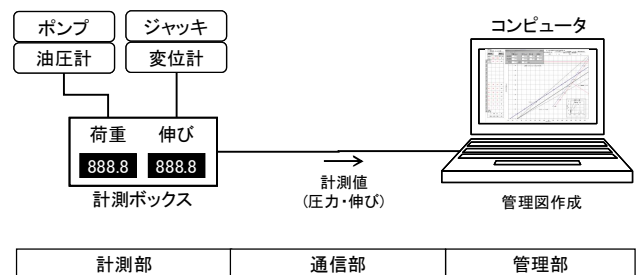 ポンプ
ジャッキ
コンピュータ
油圧計
変位計
荷重
伸び
888.8
888.8
計測ボックス
計測値
(圧力・伸び)
管理図作成
計測部
通信部
管理部